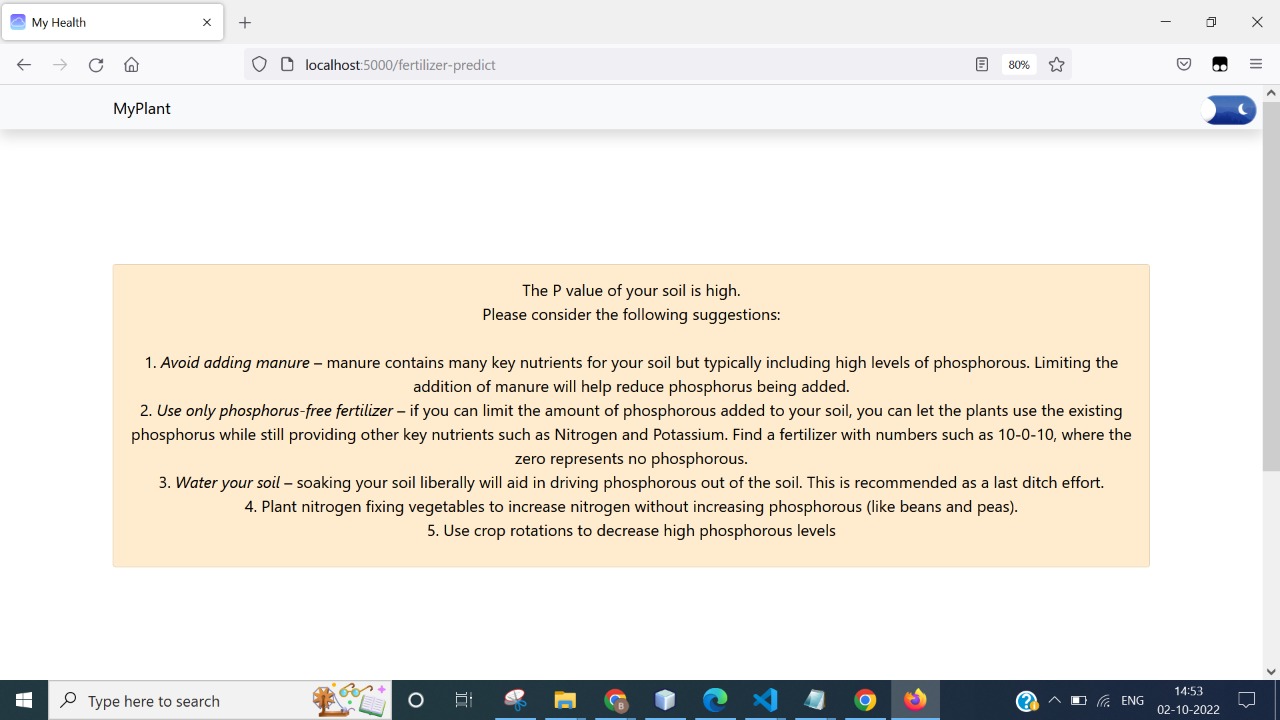 My Health
localhost:5000/fertilizer-predict
80%
MyPlant
The P value of your soil is high.
Please consider the following suggestions:
1. Avoid adding manure – manure contains many key nutrients for your soil but typically including high levels of phosphorous. Limiting the
addition of manure will help reduce phosphorus being added.
2. Use only phosphorus-free fertilizer – if you can limit the amount of phosphorous added to your soil, you can let the plants use the existing
phosphorus while still providing other key nutrients such as Nitrogen and Potassium. Find a fertilizer with numbers such as 10-0-10, where the
zero represents no phosphorous.
3. Water your soil – soaking your soil liberally will aid in driving phosphorous out of the soil. This is recommended as a last ditch effort.
4. Plant nitrogen fixing vegetables to increase nitrogen without increasing phosphorous (like beans and peas).
5. Use crop rotations to decrease high phosphorous levels
Type here to search
B
ENG
14:53
02-10-2022